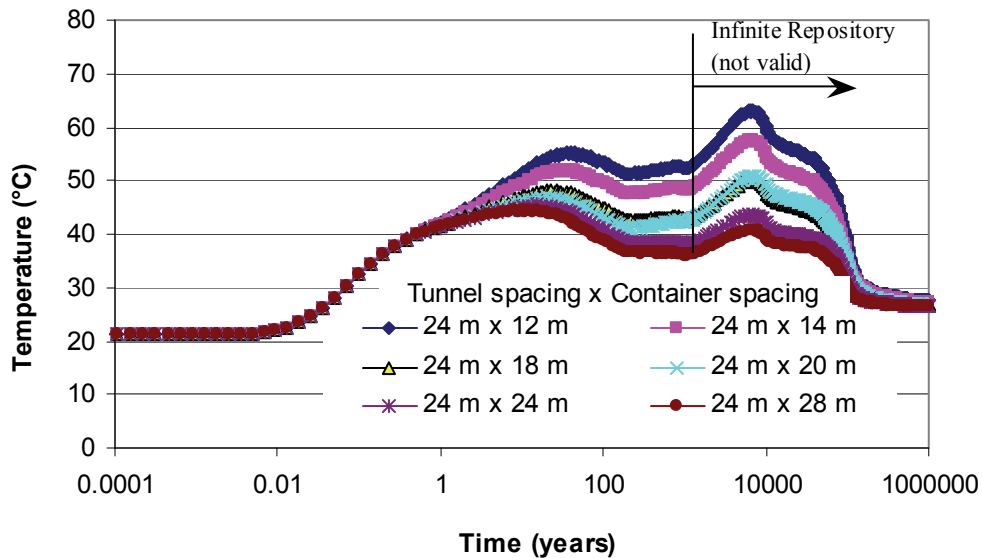 80
70
60
50
40
30
20
10
0
Temperature (°C)
Infinite Repository
(not valid)
Tunnel spacing x Container spacing
24 m x 12 m
24 m x 14 m
24 m x 18 m
24 m x 20 m
24 m x 24 m
24 m x 28 m
0.0001
0.01
1
100
10000
1000000
Time (years)